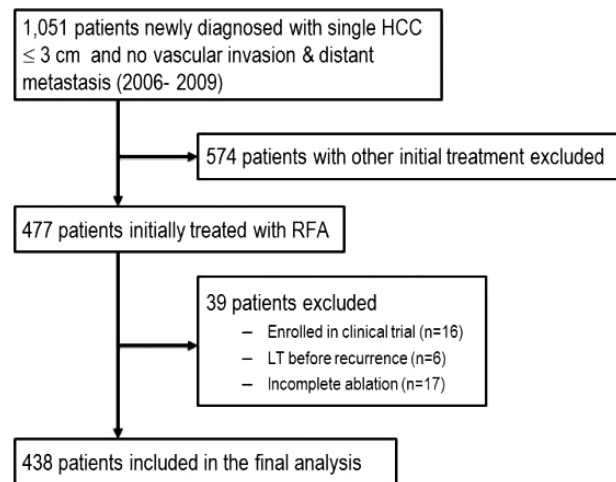 1,051 patients newly diagnosed with single HCC
≤ 3 cm and no vascular invasion & distant
metastasis (2006- 2009)
574 patients with other initial treatment excluded
477 patients initially treated with RFA
39 patients excluded
– Enrolled in clinical trial (n=16)
– LT before recurrence (n=6)
– Incomplete ablation (n=17)
438 patients included in the final analysis